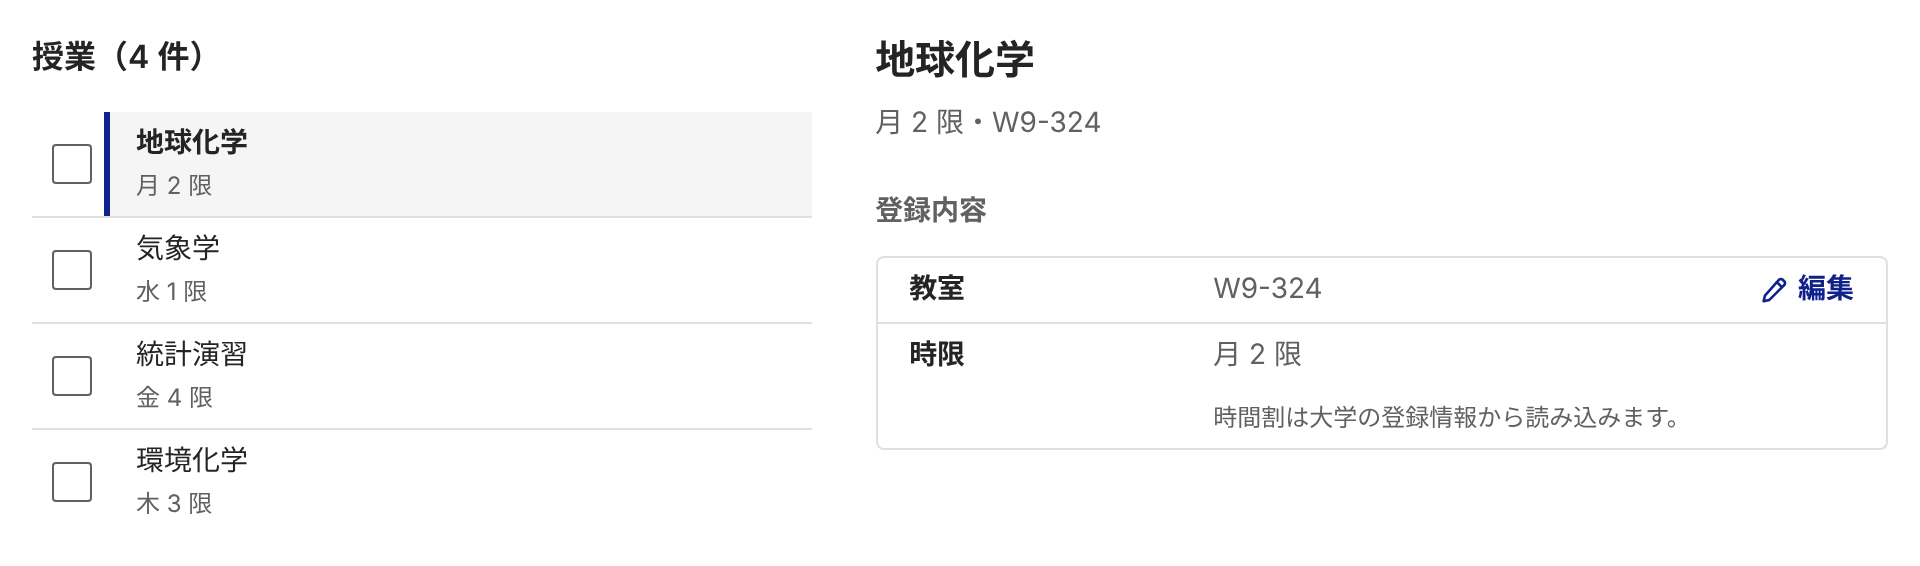 授業（4 件）
地球化学
月 2 限
気象学
水 1 限
統計演習
金 4 限
環境化学
木 3 限
地球化学
月 2 限・W9-324
登録内容
教室 W9-324 編集
時限 月 2 限
時間割は大学の登録情報から読み込みます。